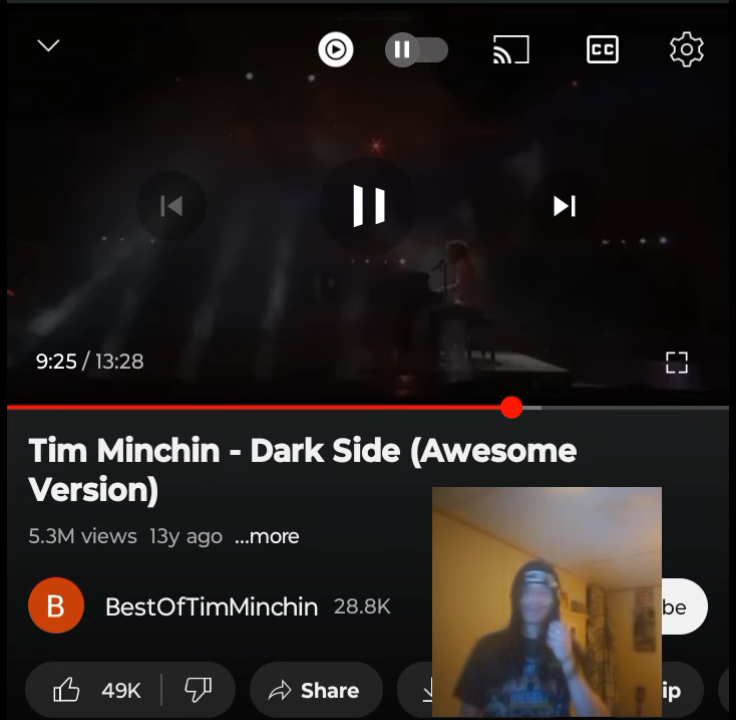 CC
9:25 / 13:28
Tim Minchin - Dark Side (Awesome
Version)
5.3M views 13y ago ...more
B BestOfTimMinchin 28.8K be
49K Share ip